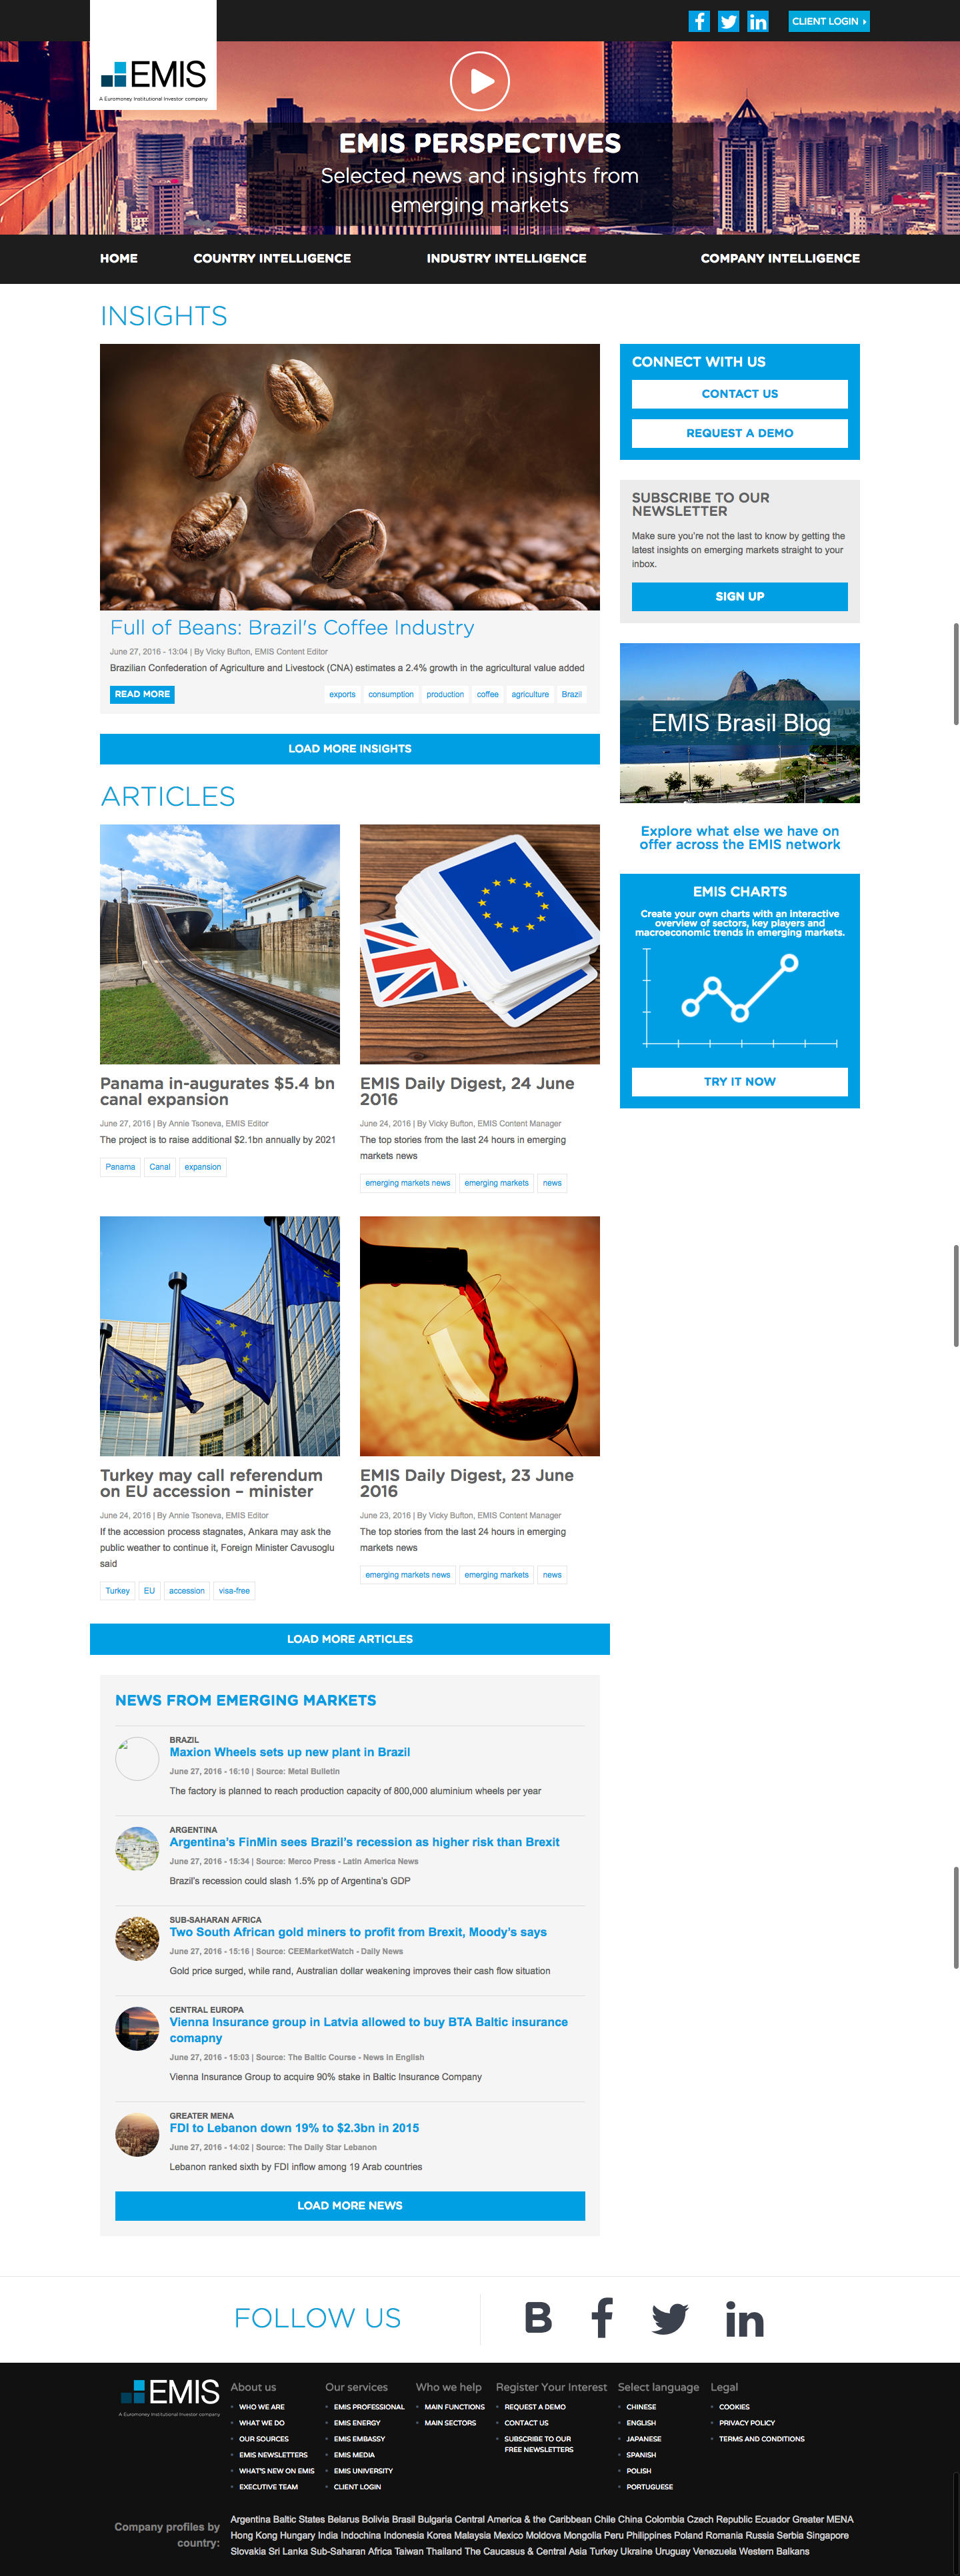 CLIENT LOGIN
EMIS
A Euromoney Institutional Investor company
EMIS PERSPECTIVES
Selected news and insights from
emerging markets
HOME
COUNTRY INTELLIGENCE
INDUSTRY INTELLIGENCE
COMPANY INTELLIGENCE
INSIGHTS
Full of Beans: Brazil's Coffee Industry
June 27, 2016 - 13:04 | By Vicky Bufton, EMIS Content Editor
Brazilian Confederation of Agriculture and Livestock (CNA) estimates a 2.4% growth in the agricultural value added
READ MORE
exports consumption production coffee agriculture Brazil
LOAD MORE INSIGHTS
CONNECT WITH US
CONTACT US
REQUEST A DEMO
SUBSCRIBE TO OUR
NEWSLETTER
Make sure you're not the last to know by getting the
latest insights on emerging markets straight to your
inbox.
SIGN UP
EMIS Brasil Blog
Explore what else we have on
offer across the EMIS network
EMIS CHARTS
Create your own charts with an interactive
overview of sectors, key players and
macroeconomic trends in emerging markets.
TRY IT NOW
ARTICLES
Panama in-augurates $5.4 bn
canal expansion
June 27, 2016 | By Annie Tsoneva, EMIS Editor
The project is to raise additional $2.1bn annually by 2021
Panama Canal expansion
EMIS Daily Digest, 24 June
2016
June 24, 2016 | By Vicky Bufton, EMIS Content Manager
The top stories from the last 24 hours in emerging
markets news
emerging markets news emerging markets news
Turkey may call referendum
on EU accession – minister
June 24, 2016 | By Annie Tsoneva, EMIS Editor
If the accession process stagnates, Ankara may ask the
public weather to continue it, Foreign Minister Cavusoglu
said
Turkey EU accession visa-free
EMIS Daily Digest, 23 June
2016
June 23, 2016 | By Vicky Bufton, EMIS Content Manager
The top stories from the last 24 hours in emerging
markets news
emerging markets news emerging markets news
LOAD MORE ARTICLES
NEWS FROM EMERGING MARKETS
BRAZIL
Maxion Wheels sets up new plant in Brazil
June 27, 2016 - 16:10 | Source: Metal Bulletin
The factory is planned to reach production capacity of 800,000 aluminium wheels per year
ARGENTINA
Argentina's FinMin sees Brazil's recession as higher risk than Brexit
June 27, 2016 - 15:34 | Source: Merco Press - Latin America News
Brazil's recession could slash 1.5% pp of Argentina's GDP
SUB-SAHARAN AFRICA
Two South African gold miners to profit from Brexit, Moody's says
June 27, 2016 - 15:16 | Source: CEEMarketWatch - Daily News
Gold price surged, while rand, Australian dollar weakening improves their cash flow situation
CENTRAL EUROPA
Vienna Insurance group in Latvia allowed to buy BTA Baltic insurance
comapny
June 27, 2016 - 15:03 | Source: The Baltic Course - News in English
Vienna Insurance Group to acquire 90% stake in Baltic Insurance Company
GREATER MENA
FDI to Lebanon down 19% to $2.3bn in 2015
June 27, 2016 - 14:02 | Source: The Daily Star Lebanon
Lebanon ranked sixth by FDI inflow among 19 Arab countries
LOAD MORE NEWS
FOLLOW US
EMIS
A Euromoney Institutional Investor company
About us
WHO WE ARE
WHAT WE DO
OUR SOURCES
EMIS NEWSLETTERS
WHAT'S NEW ON EMIS
EXECUTIVE TEAM
Our services
EMIS PROFESSIONAL
EMIS ENERGY
EMIS EMBASSY
EMIS MEDIA
EMIS UNIVERSITY
CLIENT LOGIN
Who we help
MAIN FUNCTIONS
MAIN SECTORS
Register Your Interest
REQUEST A DEMO
CONTACT US
SUBSCRIBE TO OUR
FREE NEWSLETTERS
Select language
CHINESE
ENGLISH
JAPANESE
SPANISH
POLISH
PORTUGUESE
Legal
COOKIES
PRIVACY POLICY
TERMS AND CONDITIONS
Company profiles by
country:
Argentina Baltic States Belarus Bolivia Brasil Bulgaria Central America & the Caribbean Chile China Colombia Czech Republic Ecuador Greater MENA
Hong Kong Hungary India Indochina Indonesia Korea Malaysia Mexico Moldova Mongolia Peru Philippines Poland Romania Russia Serbia Singapore
Slovakia Sri Lanka Sub-Saharan Africa Taiwan Thailand The Caucasus & Central Asia Turkey Ukraine Uruguay Venezuela Western Balkans